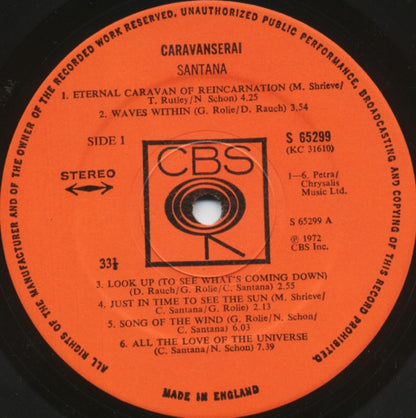 ALL RIGHTS OF THE MANUFACTURER AND OF THE OWNER OF THE RECORDED WORK RESERVED. UNAUTHORIZED PUBLIC PERFORMANCE, BROADCASTING AND COPYING OF THIS RECORD PROHIBITED.
CARAVANSERAI
SANTANA
1. ETERNAL CARAVAN OF REINCARNATION (M. Shrieve/
T. Rutley/N. Schon) 4.25
2. WAVES WITHIN (G. Rolie/D. Rauch) 3,54
SIDE 1
S 65299
(KC 31610)
CBS
STEREO
1—6. Petra/
Chrysalis
Music Ltd.
S 65299 A
℗ 1972
CBS Inc.
33⅓
3. LOOK UP (TO SEE WHAT'S COMING DOWN)
(D. Rauch/G. Rolie/C. Santana) 2.55
4. JUST IN TIME TO SEE THE SUN (M. Shrieve/
C. Santana/G. Rolie) 2.13
5. SONG OF THE WIND (G. Rolie/N. Schon/
C. Santana) 6.03
6. ALL THE LOVE OF THE UNIVERSE
(C. Santana/N. Schon) 7.39
MADE IN ENGLAND